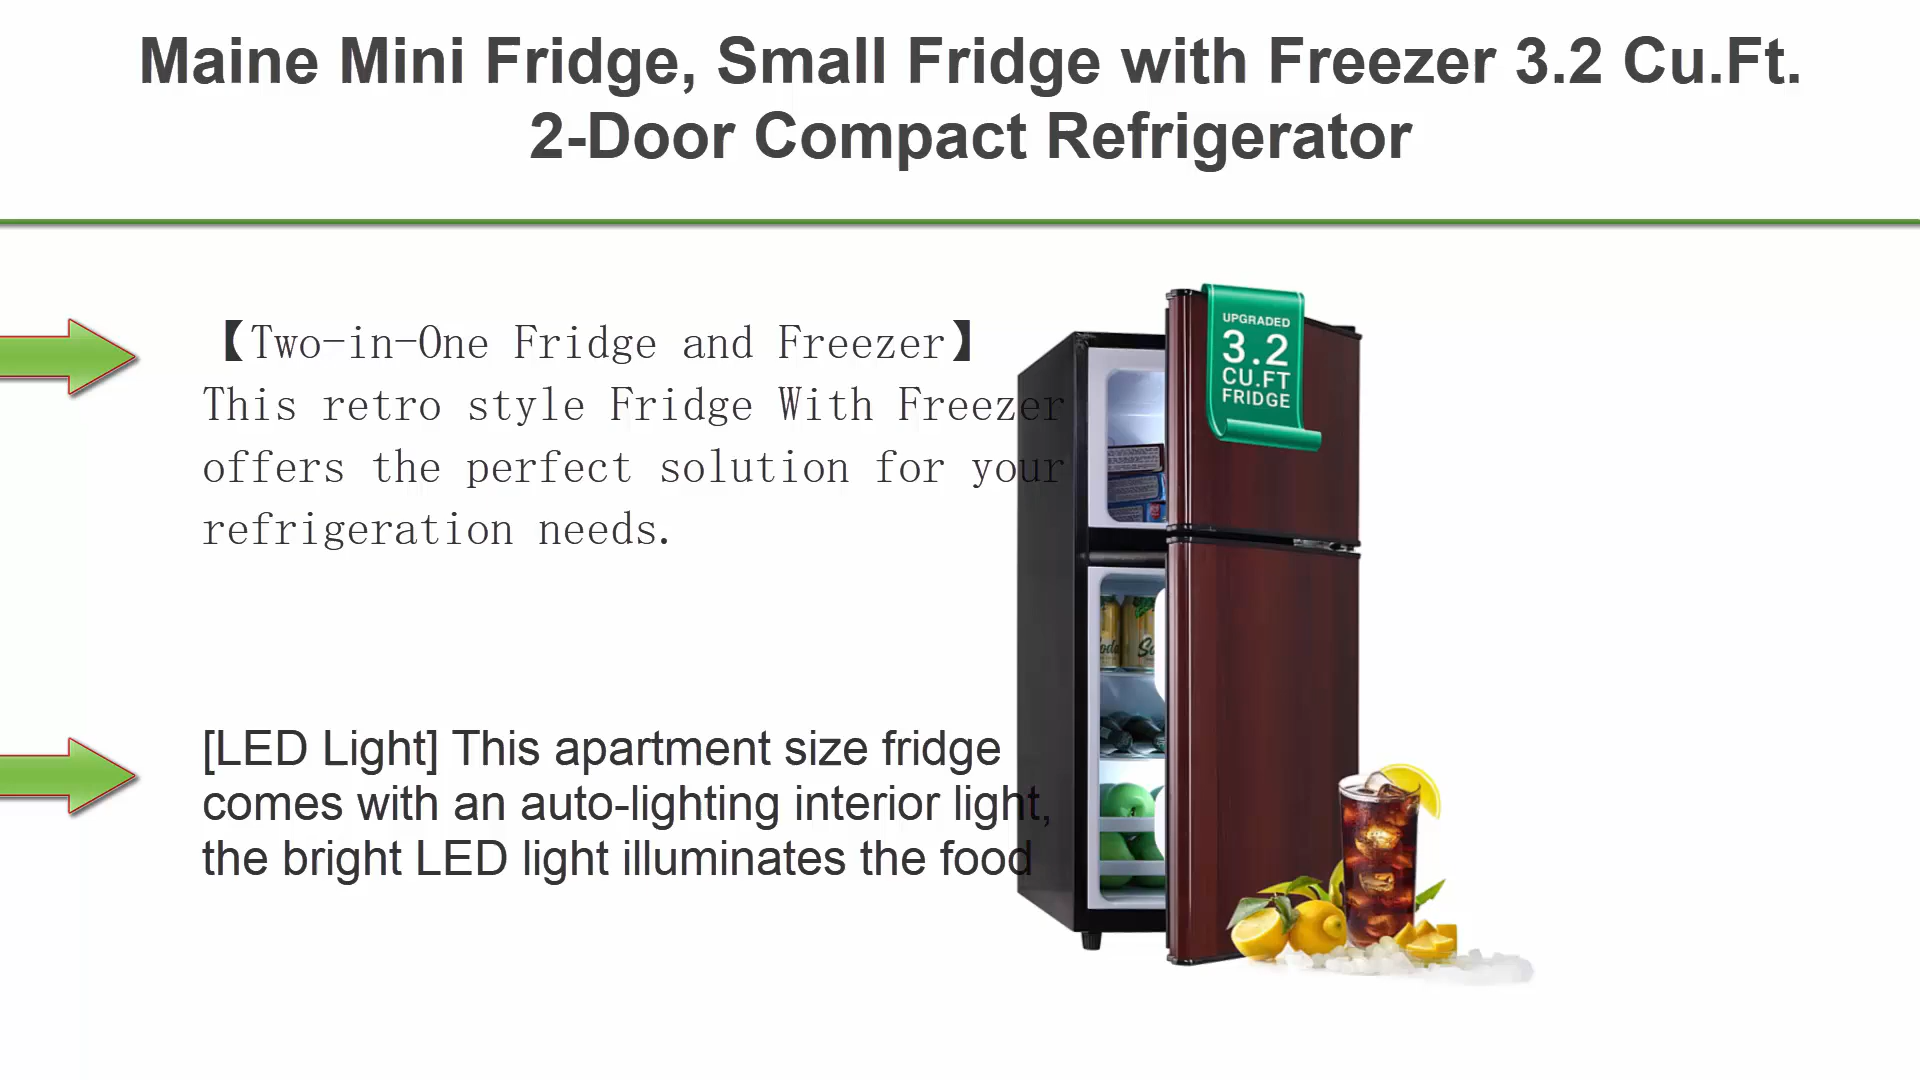 Maine Mini Fridge, Small Fridge with Freezer 3.2 Cu.Ft.
2-Door Compact Refrigerator
UPGRADED
3.2
CU.FT
FRIDGE
【Two-in-One Fridge and Freezer】
This retro style Fridge With Freezer
offers the perfect solution for your
refrigeration needs.
[LED Light] This apartment size fridge
comes with an auto-lighting interior light,
the bright LED light illuminates the food